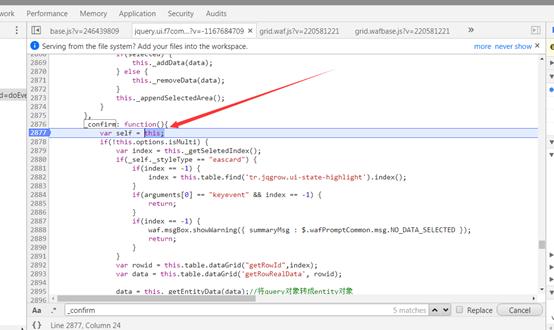 work Performance Memory Application Security Audits
base.js?v=246439809 jquery.ui.f7com...?v=-1167684709 × grid.waf.js?v=220581221 grid.wafbase.js?v=220581221 »
Serving from the file system? Add your files into the workspace. more never show ×
2869 this._addData(data);
2870 } else {
2871 this._removeData(data);
2872 }
2873 this._appendSelectedArea();
2874 }
2875 },
2876 _confirm: function(){
2877 var self = this;
2878 if(!this.options.isMulti) {
2879 var index = this._getSeletedIndex();
2880 if(_self._styleType == "eascard") {
2881 if(index == -1) {
2882 index = this.table.find('tr.jqgrow.ui-state-highlight').index();
2883 }
2884 if(arguments[0] == "keyevent" && index == -1) {
2885 return;
2886 }
2887 if(index == -1) {
2888 waf.msgBox.showWarning({ summaryMsg : $.wafPromptCommon.msg.NO_DATA_SELECTED });
2889 return;
2890 }
2891 }
2892 var rowid = this.table.dataGrid("getRowId",index);
2893 var data = this.table.dataGrid('getRowRealData', rowid);
2894
2895 data = this._getEntityData(data);//将query对象转成entity对象
2896
d=doEve
Aa .* _confirm 5 matches Replace Cancel
{} Line 2877, Column 24